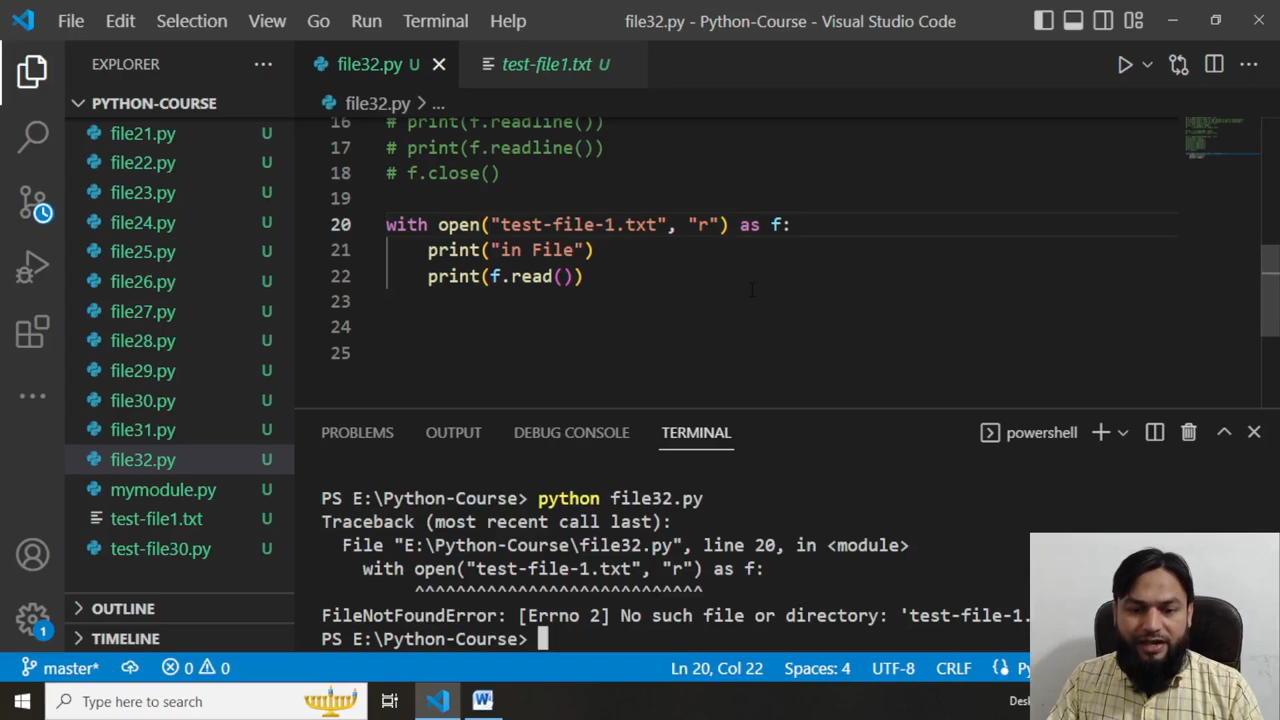 File Edit Selection View Go Run Terminal Help file32.py - Python-Course - Visual Studio Code
EXPLORER ...
file32.py U
test-file1.txt U
PYTHON-COURSE
file32.py > ...
file21.py U
file22.py U
file23.py U
file24.py U
file25.py U
file26.py U
file27.py U
file28.py U
file29.py U
file30.py U
file31.py U
file32.py U
mymodule.py U
test-file1.txt U
test-file30.py U
OUTLINE
TIMELINE
16 # print(f.readline())
17 # print(f.readline())
18 # f.close()
19
20 with open("test-file-1.txt", "r") as f:
21 print("in File")
22 print(f.read())
23
24
25
PROBLEMS OUTPUT DEBUG CONSOLE TERMINAL powershell
PS E:\Python-Course> python file32.py
Traceback (most recent call last):
File "E:\Python-Course\file32.py", line 20, in <module>
with open("test-file-1.txt", "r") as f:
^^^^^^^^^^^^^^^^^^^^^^^^^^^^
FileNotFoundError: [Errno 2] No such file or directory: 'test-file-1.
PS E:\Python-Course>
1
master* 0 0 Ln 20, Col 22 Spaces: 4 UTF-8 CRLF Py
Type here to search Desk